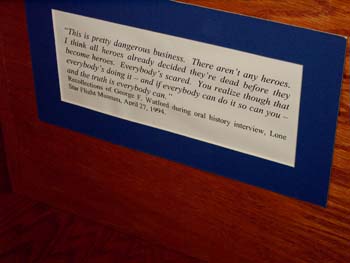 "This is pretty dangerous business. There aren't any heroes.
I think all heroes already decided they're dead before they
become heroes. Everybody's scared. You realize though that
everybody's doing it – and if everybody can do it so can you –
and the truth is everybody can."
Recollections of George F. Watford during oral history interview, Lone
Star Flight Museum, April 27, 1994.